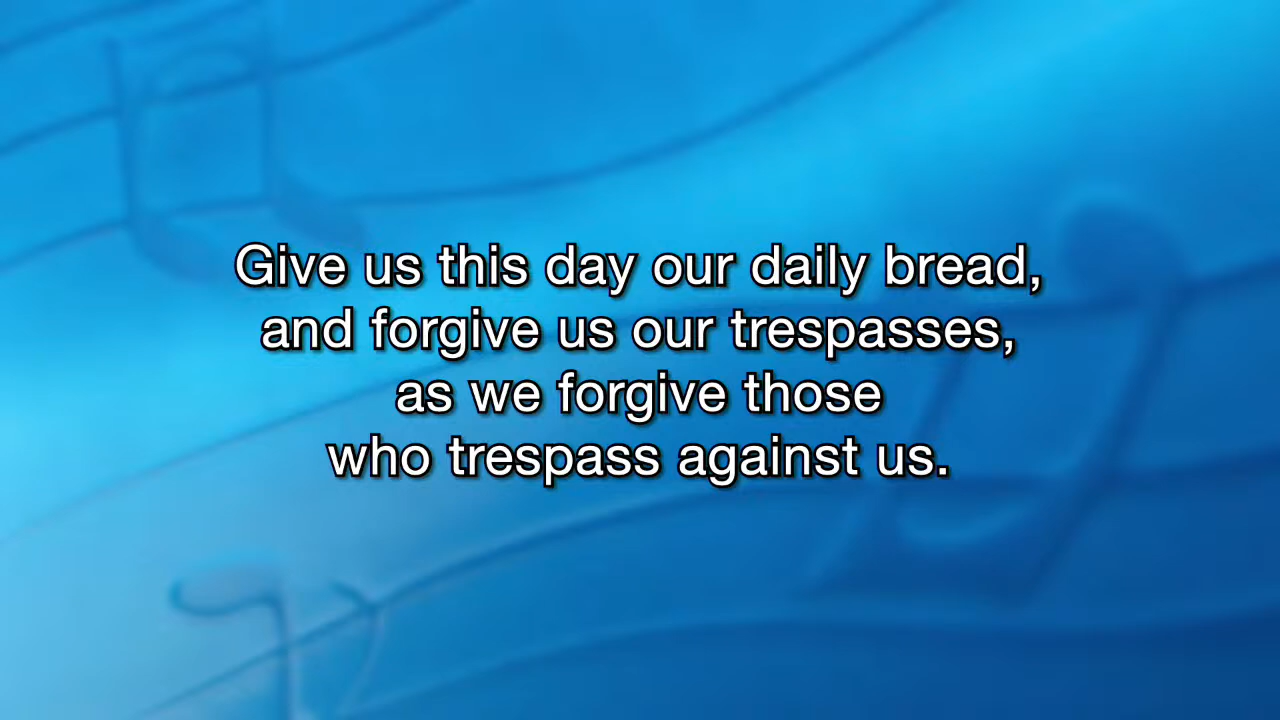 Give us this day our daily bread,
and forgive us our trespasses,
as we forgive those
who trespass against us.